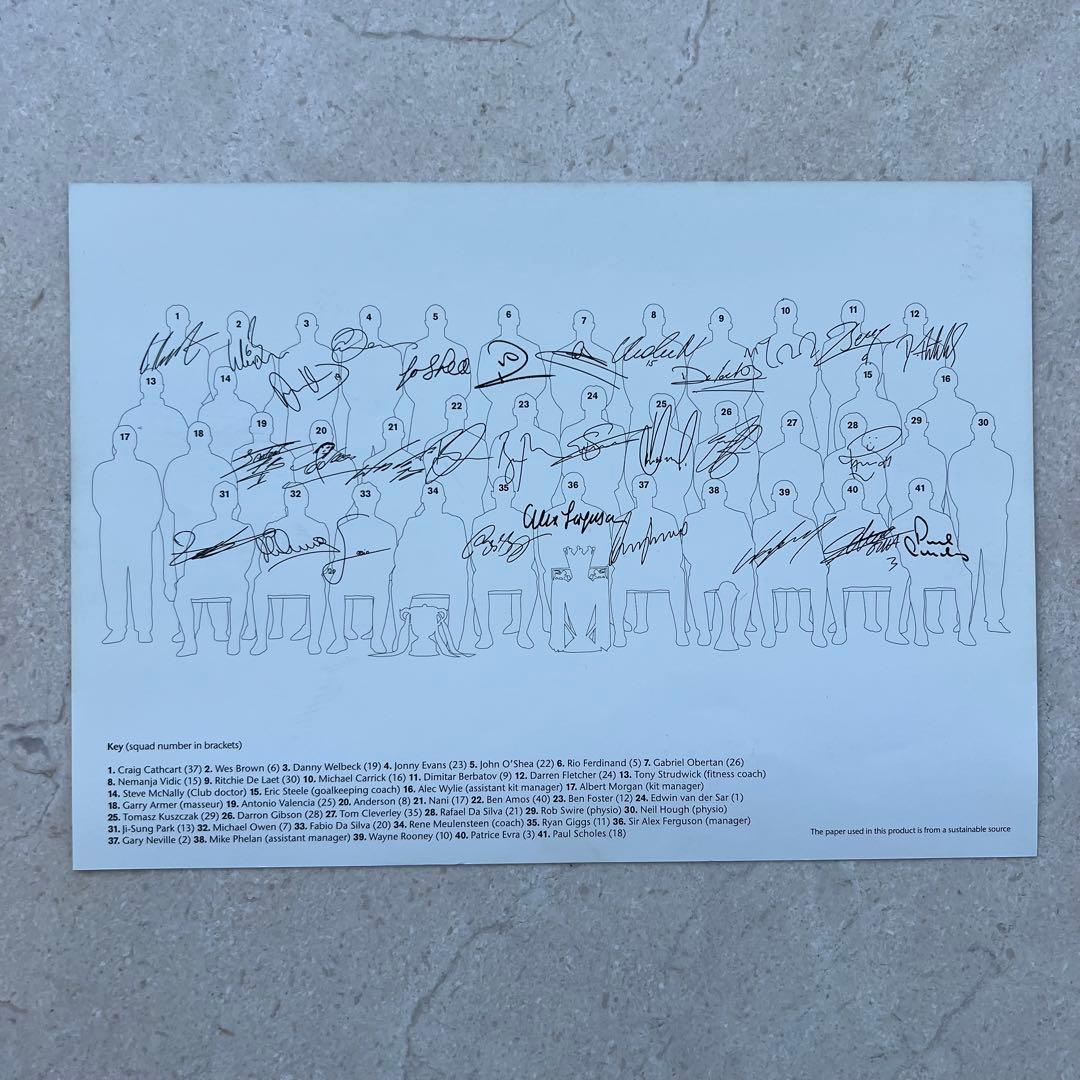 1 2 3 4 5 6 7 8 9 10 11 12
13 14 15 16
17 18 19 20 21 22 23 24 25 26 27 28 29 30
31 32 33 34 35 36 37 38 39 40 41
Jo SHea
Alex Ferguson
Key (squad number in brackets)
1. Craig Cathcart (37) 2. Wes Brown (6) 3. Danny Welbeck (19) 4. Jonny Evans (23) 5. John O'Shea (22) 6. Rio Ferdinand (5) 7. Gabriel Obertan (26)
8. Nemanja Vidic (15) 9. Ritchie De Laet (30) 10. Michael Carrick (16) 11. Dimitar Berbatov (9) 12. Darren Fletcher (24) 13. Tony Strudwick (fitness coach)
14. Steve McNally (Club doctor) 15. Eric Steele (goalkeeping coach) 16. Alec Wylie (assistant kit manager) 17. Albert Morgan (kit manager)
18. Garry Armer (masseur) 19. Antonio Valencia (25) 20. Anderson (8) 21. Nani (17) 22. Ben Amos (40) 23. Ben Foster (12) 24. Edwin van der Sar (1)
25. Tomasz Kuszczak (29) 26. Darron Gibson (28) 27. Tom Cleverley (35) 28. Rafael Da Silva (21) 29. Rob Swire (physio) 30. Neil Hough (physio)
31. Ji-Sung Park (13) 32. Michael Owen (7) 33. Fabio Da Silva (20) 34. Rene Meulensteen (coach) 35. Ryan Giggs (11) 36. Sir Alex Ferguson (manager)
37. Gary Neville (2) 38. Mike Phelan (assistant manager) 39. Wayne Rooney (10) 40. Patrice Evra (3) 41. Paul Scholes (18)
The paper used in this product is from a sustainable source